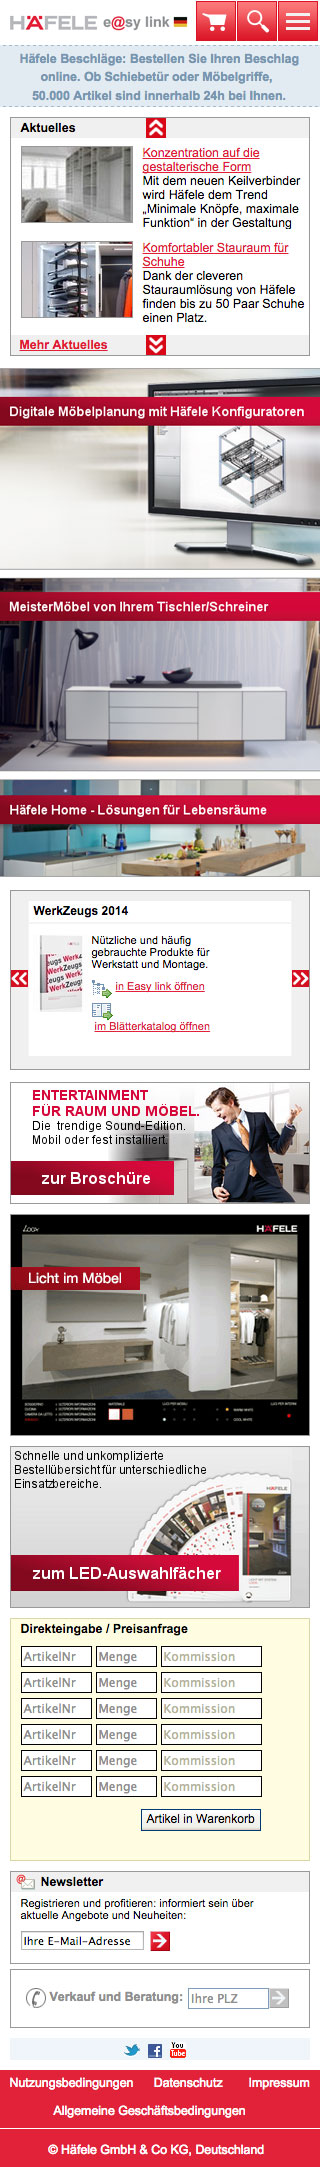 HÄFELE e@sy link
Häfele Beschläge: Bestellen Sie Ihren Beschlag
online. Ob Schiebetür oder Möbelgriffe,
50.000 Artikel sind innerhalb 24h bei Ihnen.
Aktuelles
Konzentration auf die
gestalterische Form
Mit dem neuen Keilverbinder
wird Häfele dem Trend
„Minimale Knöpfe, maximale
Funktion“ in der Gestaltung
Komfortabler Stauraum für
Schuhe
Dank der cleveren
Stauraumlösung von Häfele
finden bis zu 50 Paar Schuhe
einen Platz.
Mehr Aktuelles
Digitale Möbelplanung mit Häfele Konfiguratoren
MeisterMöbel von Ihrem Tischler/Schreiner
Häfele Home - Lösungen für Lebensräume
WerkZeugs 2014
Nützliche und häufig
gebrauchte Produkte für
Werkstatt und Montage.
in Easy link öffnen
im Blätterkatalog öffnen
ENTERTAINMENT
FÜR RAUM UND MÖBEL.
Die trendige Sound-Edition.
Mobil oder fest installiert.
zur Broschüre
LOOX HÄFELE
Licht im Möbel
Schnelle und unkomplizierte
Bestellübersicht für unterschiedliche
Einsatzbereiche.
HÄFELE
zum LED-Auswahlfächer
Direkteingabe / Preisanfrage
ArtikelNr Menge Kommission
ArtikelNr Menge Kommission
ArtikelNr Menge Kommission
ArtikelNr Menge Kommission
ArtikelNr Menge Kommission
ArtikelNr Menge Kommission
Artikel in Warenkorb
Newsletter
Registrieren und profitieren: informiert sein über
aktuelle Angebote und Neuheiten:
Ihre E-Mail-Adresse
Verkauf und Beratung: Ihre PLZ
You Tube
Nutzungsbedingungen Datenschutz Impressum
Allgemeine Geschäftsbedingungen
© Häfele GmbH & Co KG, Deutschland